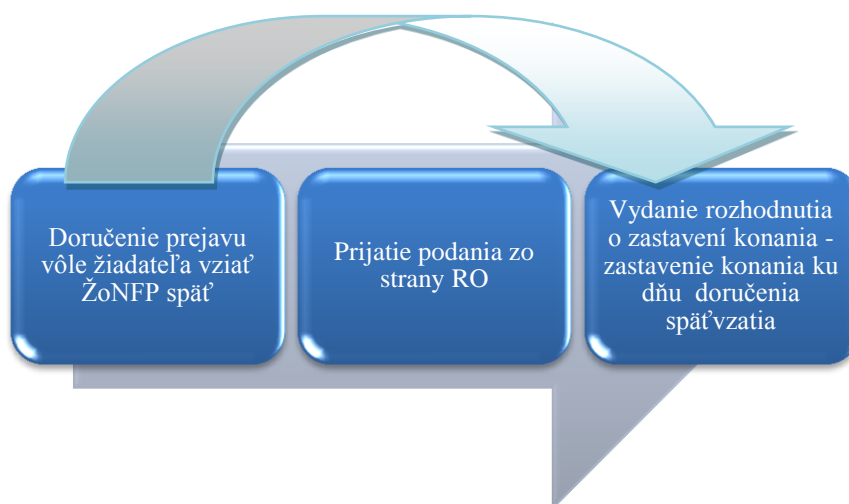 Doručenie prejavu
vôle žiadateľa vziať
ŽoNFP späť
Prijatie podania zo
strany RO
Vydanie rozhodnutia
o zastavení konania -
zastavenie konania ku
dňu doručenia
späťvzatia